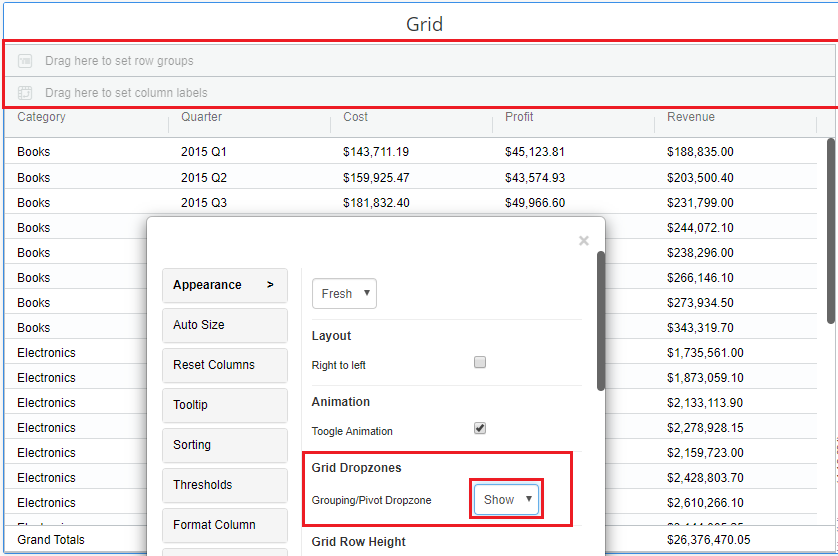 Grid
Drag here to set row groups
Drag here to set column labels
Category Quarter Cost Profit Revenue
Books 2015 Q1 $143,711.19 $45,123.81 $188,835.00
Books 2015 Q2 $159,925.47 $43,574.93 $203,500.40
Books 2015 Q3 $181,832.40 $49,966.60 $231,799.00
Books $244,072.10
Books $238,296.00
Books $266,146.10
Books $273,934.50
Books $343,319.70
Electronics $1,735,561.00
Electronics $1,873,059.10
Electronics $2,133,113.90
Electronics $2,278,928.15
Electronics $2,159,723.00
Electronics $2,428,803.70
Electronics $2,610,266.10
Grand Totals $26,376,470.05
×
Appearance >
Auto Size
Reset Columns
Tooltip
Sorting
Thresholds
Format Column
Fresh
Layout
Right to left
Animation
Toogle Animation
Grid Dropzones
Grouping/Pivot Dropzone Show
Grid Row Height